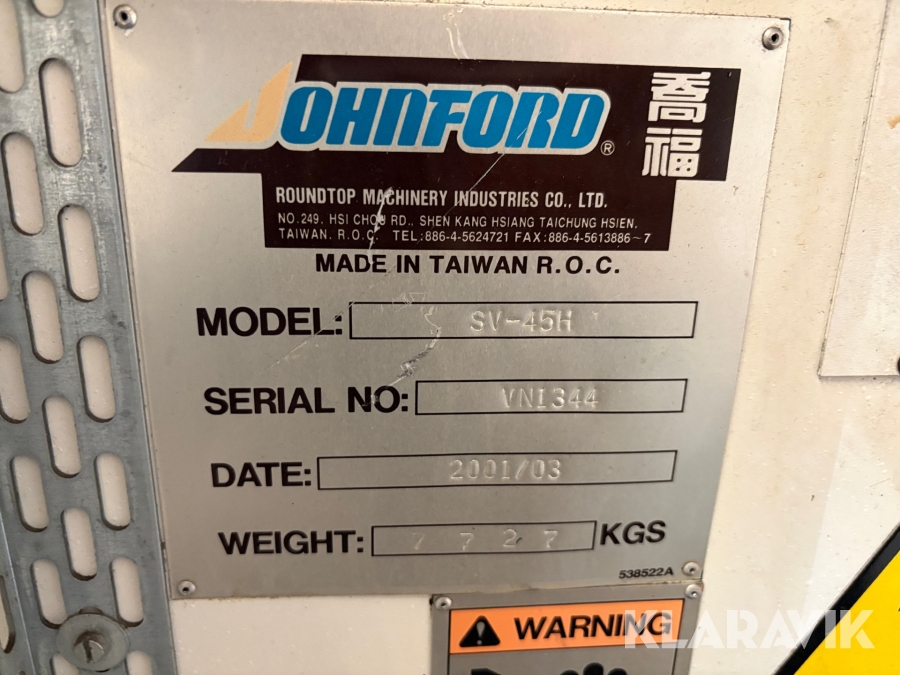 JOHNFORD® 喬福
ROUNDTOP MACHINERY INDUSTRIES CO., LTD.
NO.249, HSI CHOU RD., SHEN KANG HSIANG TAICHUNG HSIEN.
TAIWAN. R.O.C. TEL:886-4-5624721 FAX:886-4-5613886~7
MADE IN TAIWAN R.O.C.
MODEL: SV-45H
SERIAL NO: VNI344
DATE: 2001/03
WEIGHT: 7727 KGS
538522A
WARNING
KLARAVIK